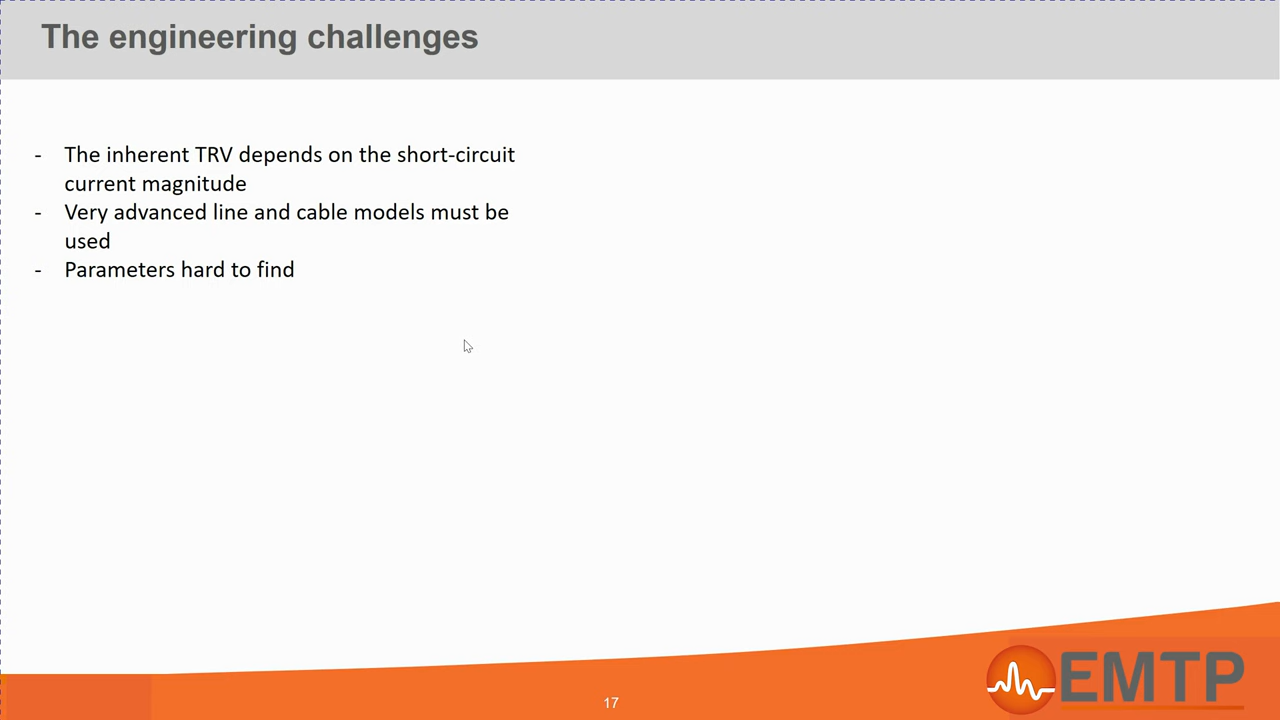 The engineering challenges
- The inherent TRV depends on the short-circuit
current magnitude
- Very advanced line and cable models must be
used
- Parameters hard to find
17
EMTP